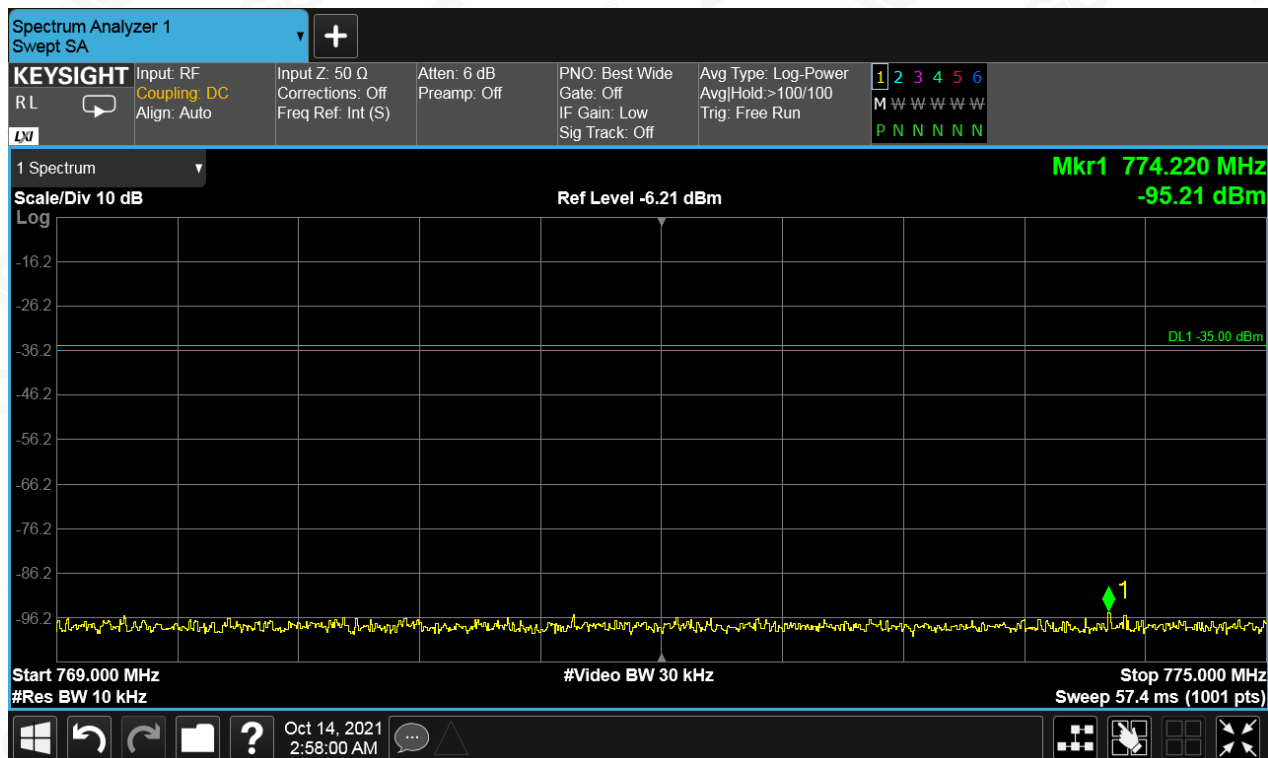 Spectrum Analyzer 1
Swept SA
+
KEYSIGHT
RL
LXI
Input: RF
Coupling: DC
Align: Auto
Input Z: 50 Ω
Corrections: Off
Freq Ref: Int (S)
Atten: 6 dB
Preamp: Off
PNO: Best Wide
Gate: Off
IF Gain: Low
Sig Track: Off
Avg Type: Log-Power
Avg|Hold:>100/100
Trig: Free Run
1 2 3 4 5 6
M W W W W W
P N N N N N
1 Spectrum
Mkr1 774.220 MHz
-95.21 dBm
Scale/Div 10 dB
Ref Level -6.21 dBm
Log
-16.2
-26.2
DL1 -35.00 dBm
-36.2
-46.2
-56.2
-66.2
-76.2
-86.2
1
-96.2
Start 769.000 MHz
#Video BW 30 kHz
Stop 775.000 MHz
#Res BW 10 kHz
Sweep 57.4 ms (1001 pts)
?
Oct 14, 2021
2:58:00 AM